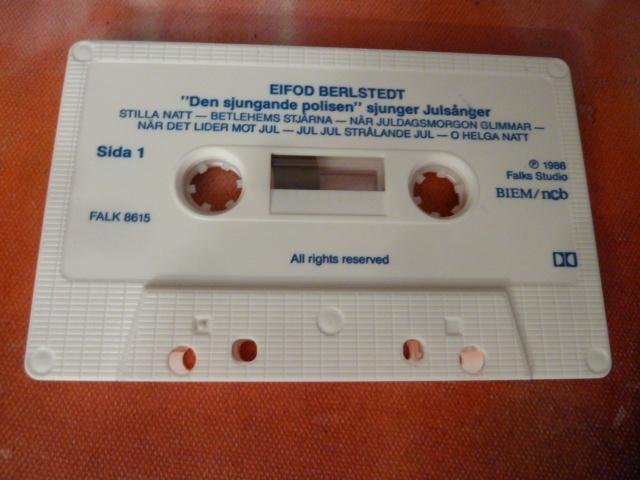 EIFOD BERLSTEDT
"Den sjungande polisen" sjunger Julsånger
STILLA NATT — BETLEHEMS STJÄRNA — NÄR JULDAGSMORGON GLIMMAR —
NÄR DET LIDER MOT JUL — JUL JUL STRÅLANDE JUL — O HELGA NATT
Sida 1
℗ 1986
Falks Studio
BIEM/ncb
FALK 8615
All rights reserved